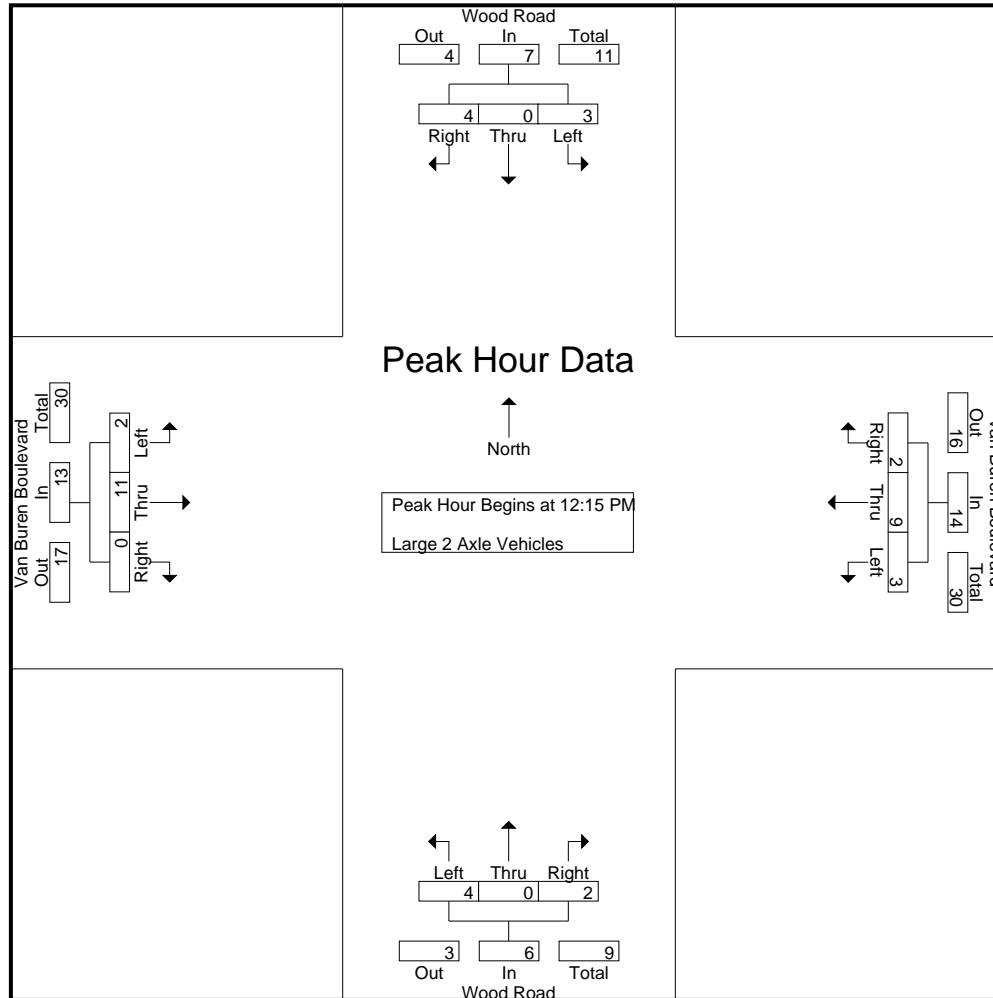 Wood Road
Out In Total
4 7 11
4 0 3
Right Thru Left
Peak Hour Data
North
Peak Hour Begins at 12:15 PM
Large 2 Axle Vehicles
Van Buren Boulevard
Total In Out
30 13 17
2 11 0
Left Thru Right
Van Buren Boulevard
Out In Total
16 14 30
2 9 3
Right Thru Left
Left Thru Right
4 0 2
3 6 9
Out In Total
Wood Road